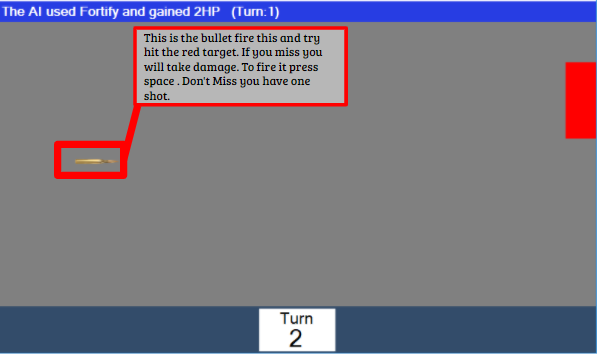 The AI used Fortify and gained 2HP (Turn:1)
This is the bullet fire this and try
hit the red target. If you miss you
will take damage. To fire it press
space . Don't Miss you have one
shot.
Turn
2